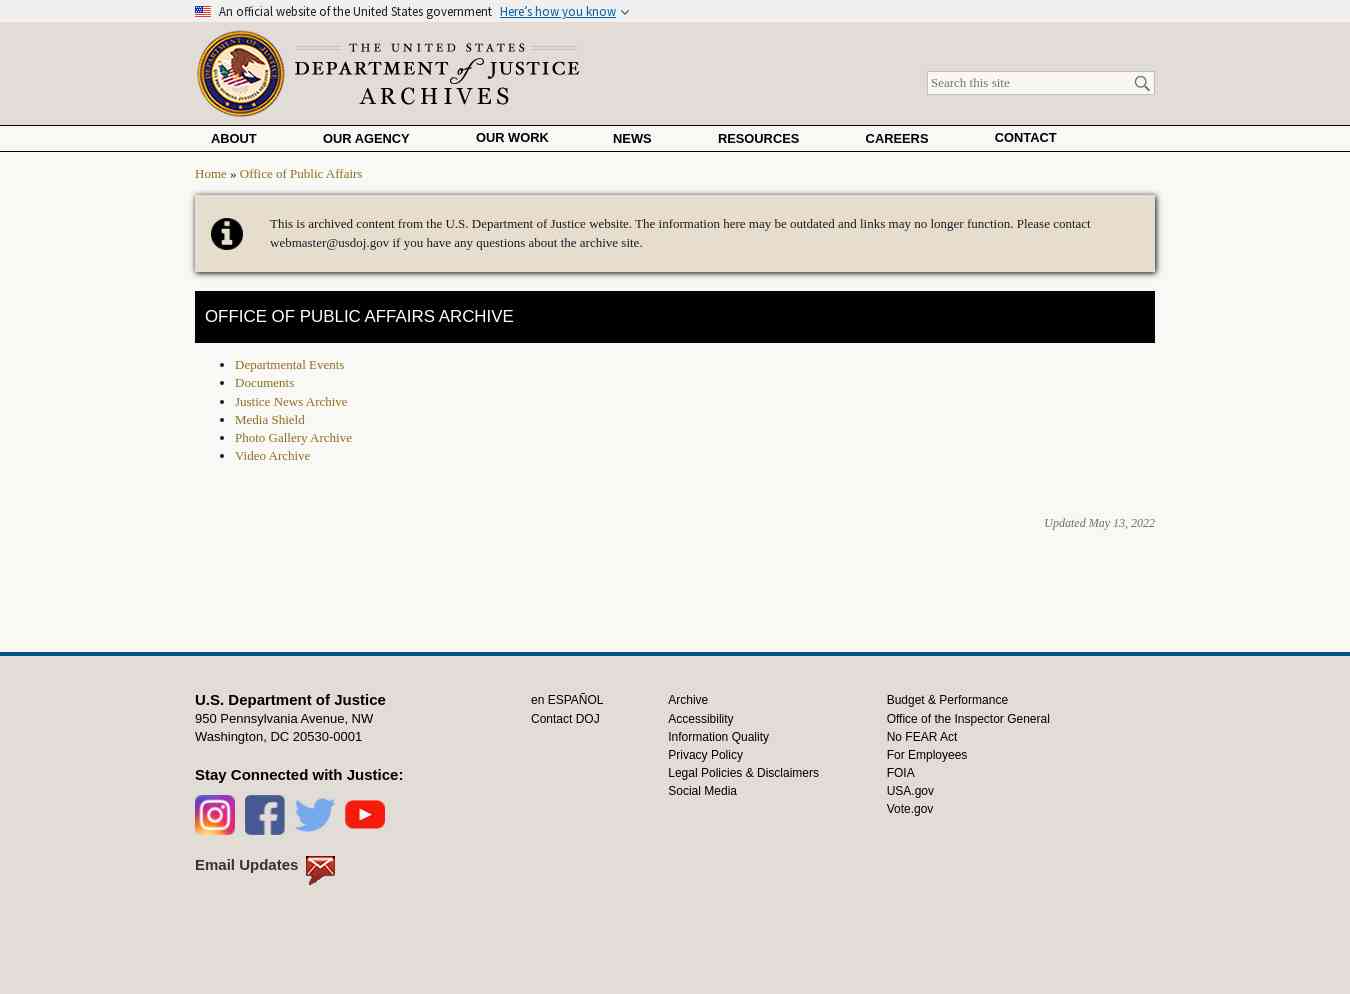 An official website of the United States government Here's how you know
THE UNITED STATES
DEPARTMENT of JUSTICE
ARCHIVES
Search this site
ABOUT OUR AGENCY OUR WORK NEWS RESOURCES CAREERS CONTACT
Home » Office of Public Affairs
This is archived content from the U.S. Department of Justice website. The information here may be outdated and links may no longer function. Please contact
webmaster@usdoj.gov if you have any questions about the archive site.
OFFICE OF PUBLIC AFFAIRS ARCHIVE
• Departmental Events
• Documents
• Justice News Archive
• Media Shield
• Photo Gallery Archive
• Video Archive
Updated May 13, 2022
U.S. Department of Justice
950 Pennsylvania Avenue, NW
Washington, DC 20530-0001
Stay Connected with Justice:
Email Updates
en ESPAÑOL
Contact DOJ
Archive
Accessibility
Information Quality
Privacy Policy
Legal Policies & Disclaimers
Social Media
Budget & Performance
Office of the Inspector General
No FEAR Act
For Employees
FOIA
USA.gov
Vote.gov